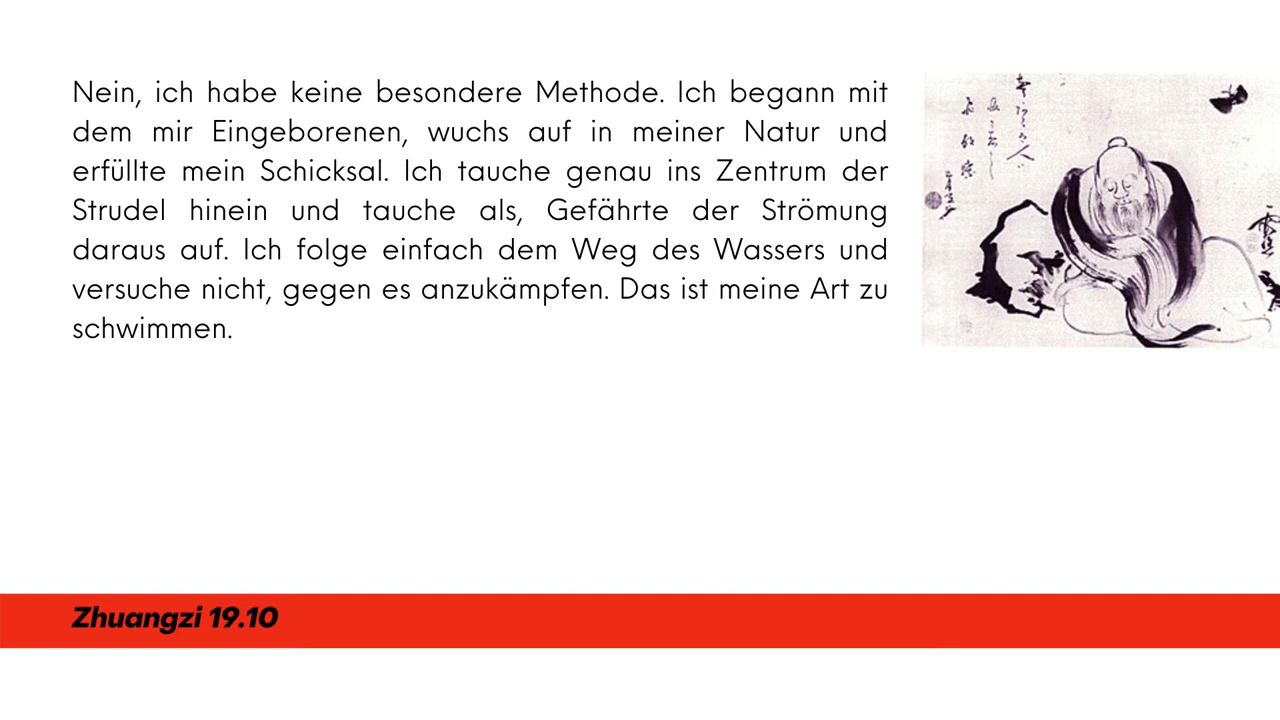 Nein, ich habe keine besondere Methode. Ich begann mit
dem mir Eingeborenen, wuchs auf in meiner Natur und
erfüllte mein Schicksal. Ich tauche genau ins Zentrum der
Strudel hinein und tauche als, Gefährte der Strömung
daraus auf. Ich folge einfach dem Weg des Wassers und
versuche nicht, gegen es anzukämpfen. Das ist meine Art zu
schwimmen.
Zhuangzi 19.10